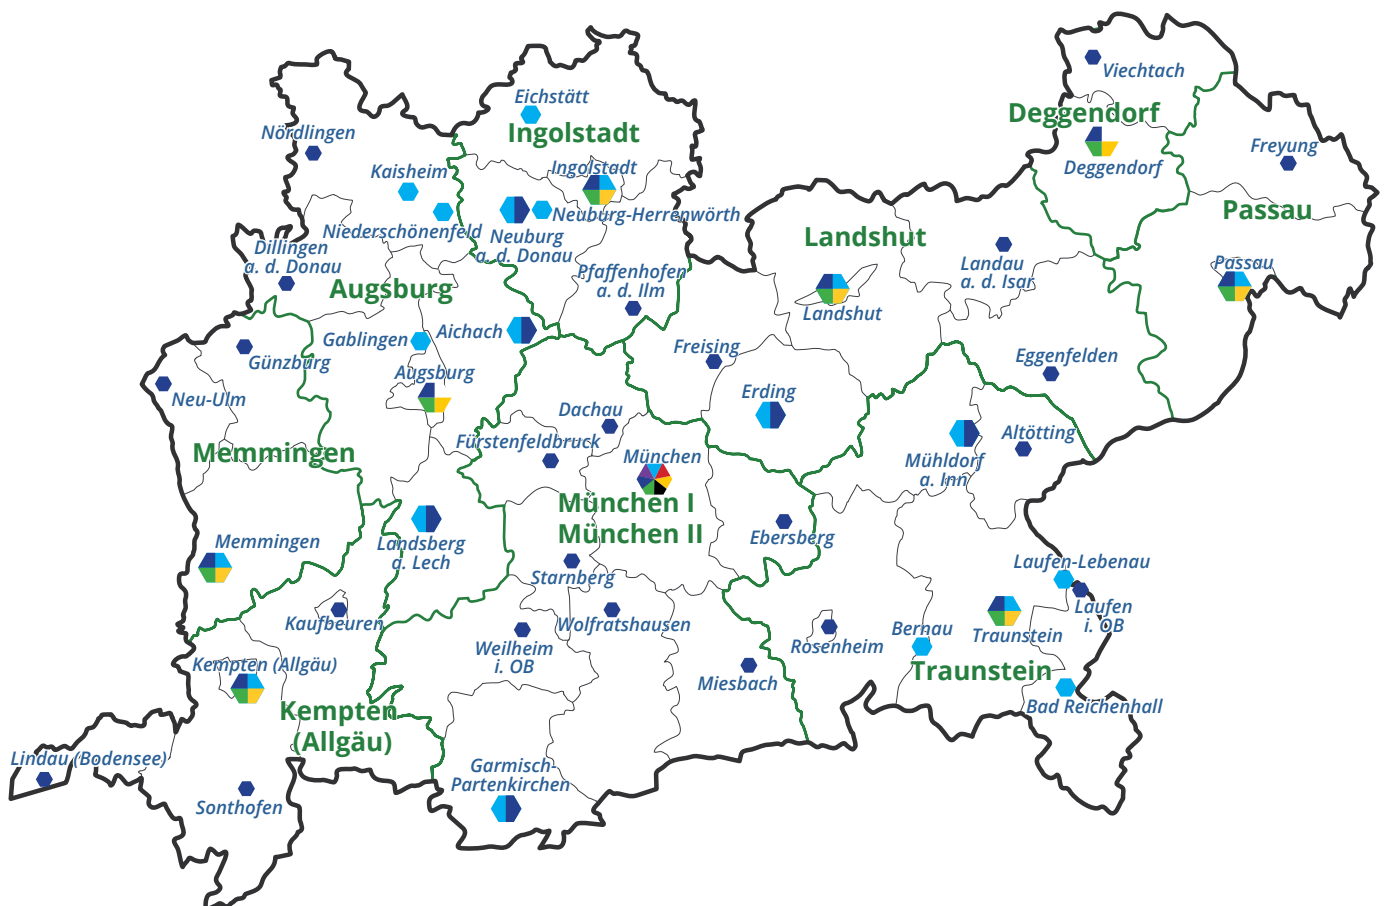 Viechtach
Eichstätt
Deggendorf
Nördlingen
Ingolstadt
Freyung
Ingolstadt
Deggendorf
Kaisheim
Passau
Neuburg-Herrenwörth
Niederschönenfeld
Neuburg
a. d. Donau
Landshut
Dillingen
a. d. Donau
Landau
a. d. Isar
Passau
Pfaffenhofen
a. d. Ilm
Augsburg
Landshut
Gablingen
Aichach
Freising
Eggenfelden
Günzburg
Augsburg
Neu-Ulm
Erding
Dachau
Altötting
Fürstenfeldbruck
Memmingen
München
Mühldorf
a. Inn
München I
München II
Ebersberg
Landsberg
a. Lech
Memmingen
Laufen-Lebenau
Starnberg
Laufen
i. OB
Kaufbeuren
Wolfratshausen
Bernau
Traunstein
Weilheim
i. OB
Rosenheim
Kempten (Allgäu)
Traunstein
Miesbach
Bad Reichenhall
Kempten
(Allgäu)
Lindau (Bodensee)
Garmisch-
Partenkirchen
Sonthofen